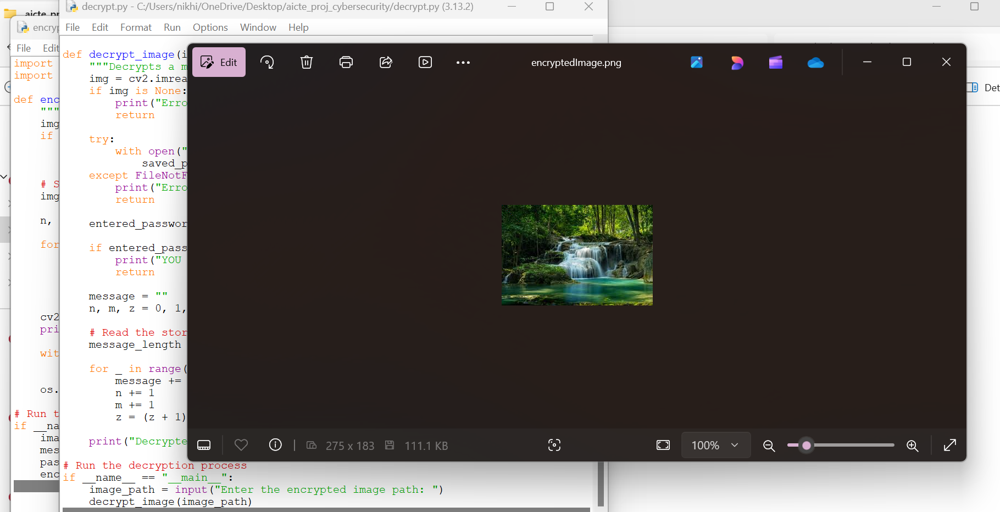 aicte_pr
encryp
File Edit
import
import
def enc
"""
img
if
# S
img
n,
for
cv2
pri
wit
os.
# Run t
if __na
ima
mes
pas
enc
decrypt.py - C:/Users/nikhi/OneDrive/Desktop/aicte_proj_cybersecurity/decrypt.py (3.13.2)
File Edit Format Run Options Window Help
def decrypt_image(i
"""Decrypts a m
img = cv2.imrea
if img is None:
print("Erro
return
try:
with open("
saved_p
except FileNotF
print("Erro
return
entered_passwor
if entered_pass
print("YOU
return
message = ""
n, m, z = 0, 1,
# Read the stor
message_length
for _ in range(
message +=
n += 1
m += 1
z = (z + 1)
print("Decrypte
# Run the decryption process
if __name__ == "__main__":
image_path = input("Enter the encrypted image path: ")
decrypt_image(image_path)
Edit
encryptedImage.png
275 x 183
111.1 KB
100%
Det